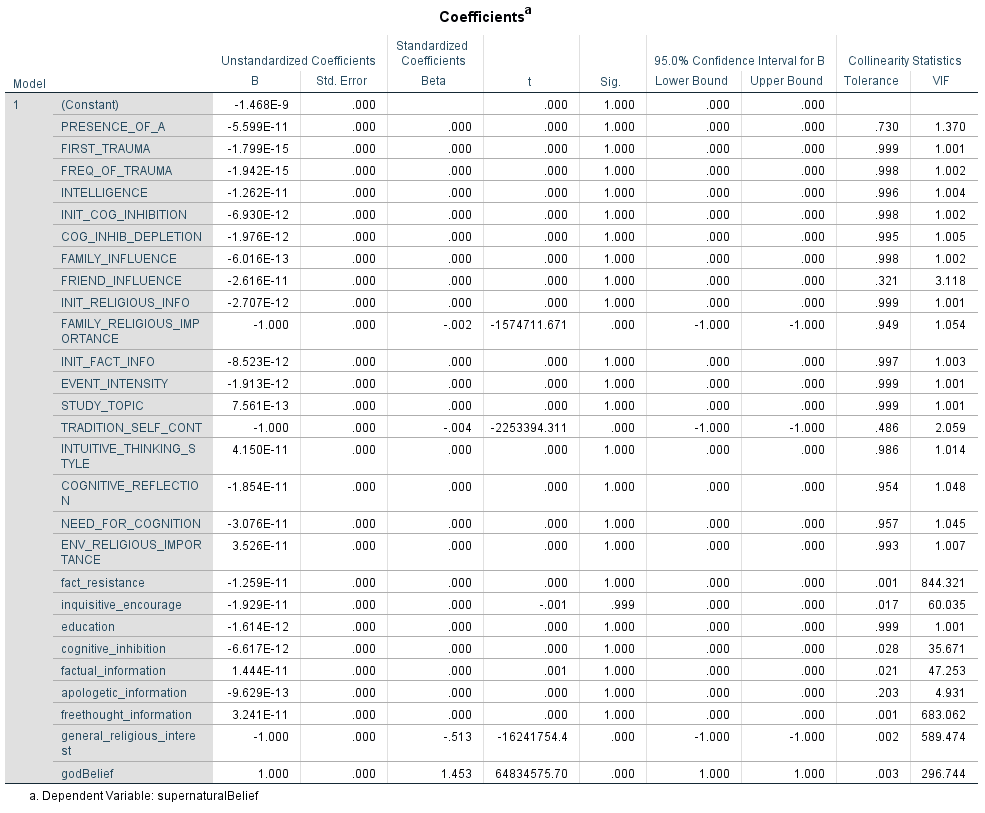 Coefficientsa
Standardized
Unstandardized Coefficients Coefficients 95.0% Confidence Interval for B Collinearity Statistics
Model B Std. Error Beta t Sig. Lower Bound Upper Bound Tolerance VIF
1 (Constant) -1.468E-9 .000 .000 1.000 .000 .000
PRESENCE_OF_A -5.599E-11 .000 .000 .000 1.000 .000 .000 .730 1.370
FIRST_TRAUMA -1.799E-15 .000 .000 .000 1.000 .000 .000 .999 1.001
FREQ_OF_TRAUMA -1.942E-15 .000 .000 .000 1.000 .000 .000 .998 1.002
INTELLIGENCE -1.262E-11 .000 .000 .000 1.000 .000 .000 .996 1.004
INIT_COG_INHIBITION -6.930E-12 .000 .000 .000 1.000 .000 .000 .998 1.002
COG_INHIB_DEPLETION -1.976E-12 .000 .000 .000 1.000 .000 .000 .995 1.005
FAMILY_INFLUENCE -6.016E-13 .000 .000 .000 1.000 .000 .000 .998 1.002
FRIEND_INFLUENCE -2.616E-11 .000 .000 .000 1.000 .000 .000 .321 3.118
INIT_RELIGIOUS_INFO -2.707E-12 .000 .000 .000 1.000 .000 .000 .999 1.001
FAMILY_RELIGIOUS_IMP -1.000 .000 -.002 -1574711.671 .000 -1.000 -1.000 .949 1.054
ORTANCE
INIT_FACT_INFO -8.523E-12 .000 .000 .000 1.000 .000 .000 .997 1.003
EVENT_INTENSITY -1.913E-12 .000 .000 .000 1.000 .000 .000 .999 1.001
STUDY_TOPIC 7.561E-13 .000 .000 .000 1.000 .000 .000 .999 1.001
TRADITION_SELF_CONT -1.000 .000 -.004 -2253394.311 .000 -1.000 -1.000 .486 2.059
INTUITIVE_THINKING_S 4.150E-11 .000 .000 .000 1.000 .000 .000 .986 1.014
TYLE
COGNITIVE_REFLECTIO -1.854E-11 .000 .000 .000 1.000 .000 .000 .954 1.048
N
NEED_FOR_COGNITION -3.076E-11 .000 .000 .000 1.000 .000 .000 .957 1.045
ENV_RELIGIOUS_IMPOR 3.526E-11 .000 .000 .000 1.000 .000 .000 .993 1.007
TANCE
fact_resistance -1.259E-11 .000 .000 .000 1.000 .000 .000 .001 844.321
inquisitive_encourage -1.929E-11 .000 .000 -.001 .999 .000 .000 .017 60.035
education -1.614E-12 .000 .000 .000 1.000 .000 .000 .999 1.001
cognitive_inhibition -6.617E-12 .000 .000 .000 1.000 .000 .000 .028 35.671
factual_information 1.444E-11 .000 .000 .001 1.000 .000 .000 .021 47.253
apologetic_information -9.629E-13 .000 .000 .000 1.000 .000 .000 .203 4.931
freethought_information 3.241E-11 .000 .000 .000 1.000 .000 .000 .001 683.062
general_religious_intere -1.000 .000 -.513 -16241754.4 .000 -1.000 -1.000 .002 589.474
st
godBelief 1.000 .000 1.453 64834575.70 .000 1.000 1.000 .003 296.744
a. Dependent Variable: supernaturalBelief